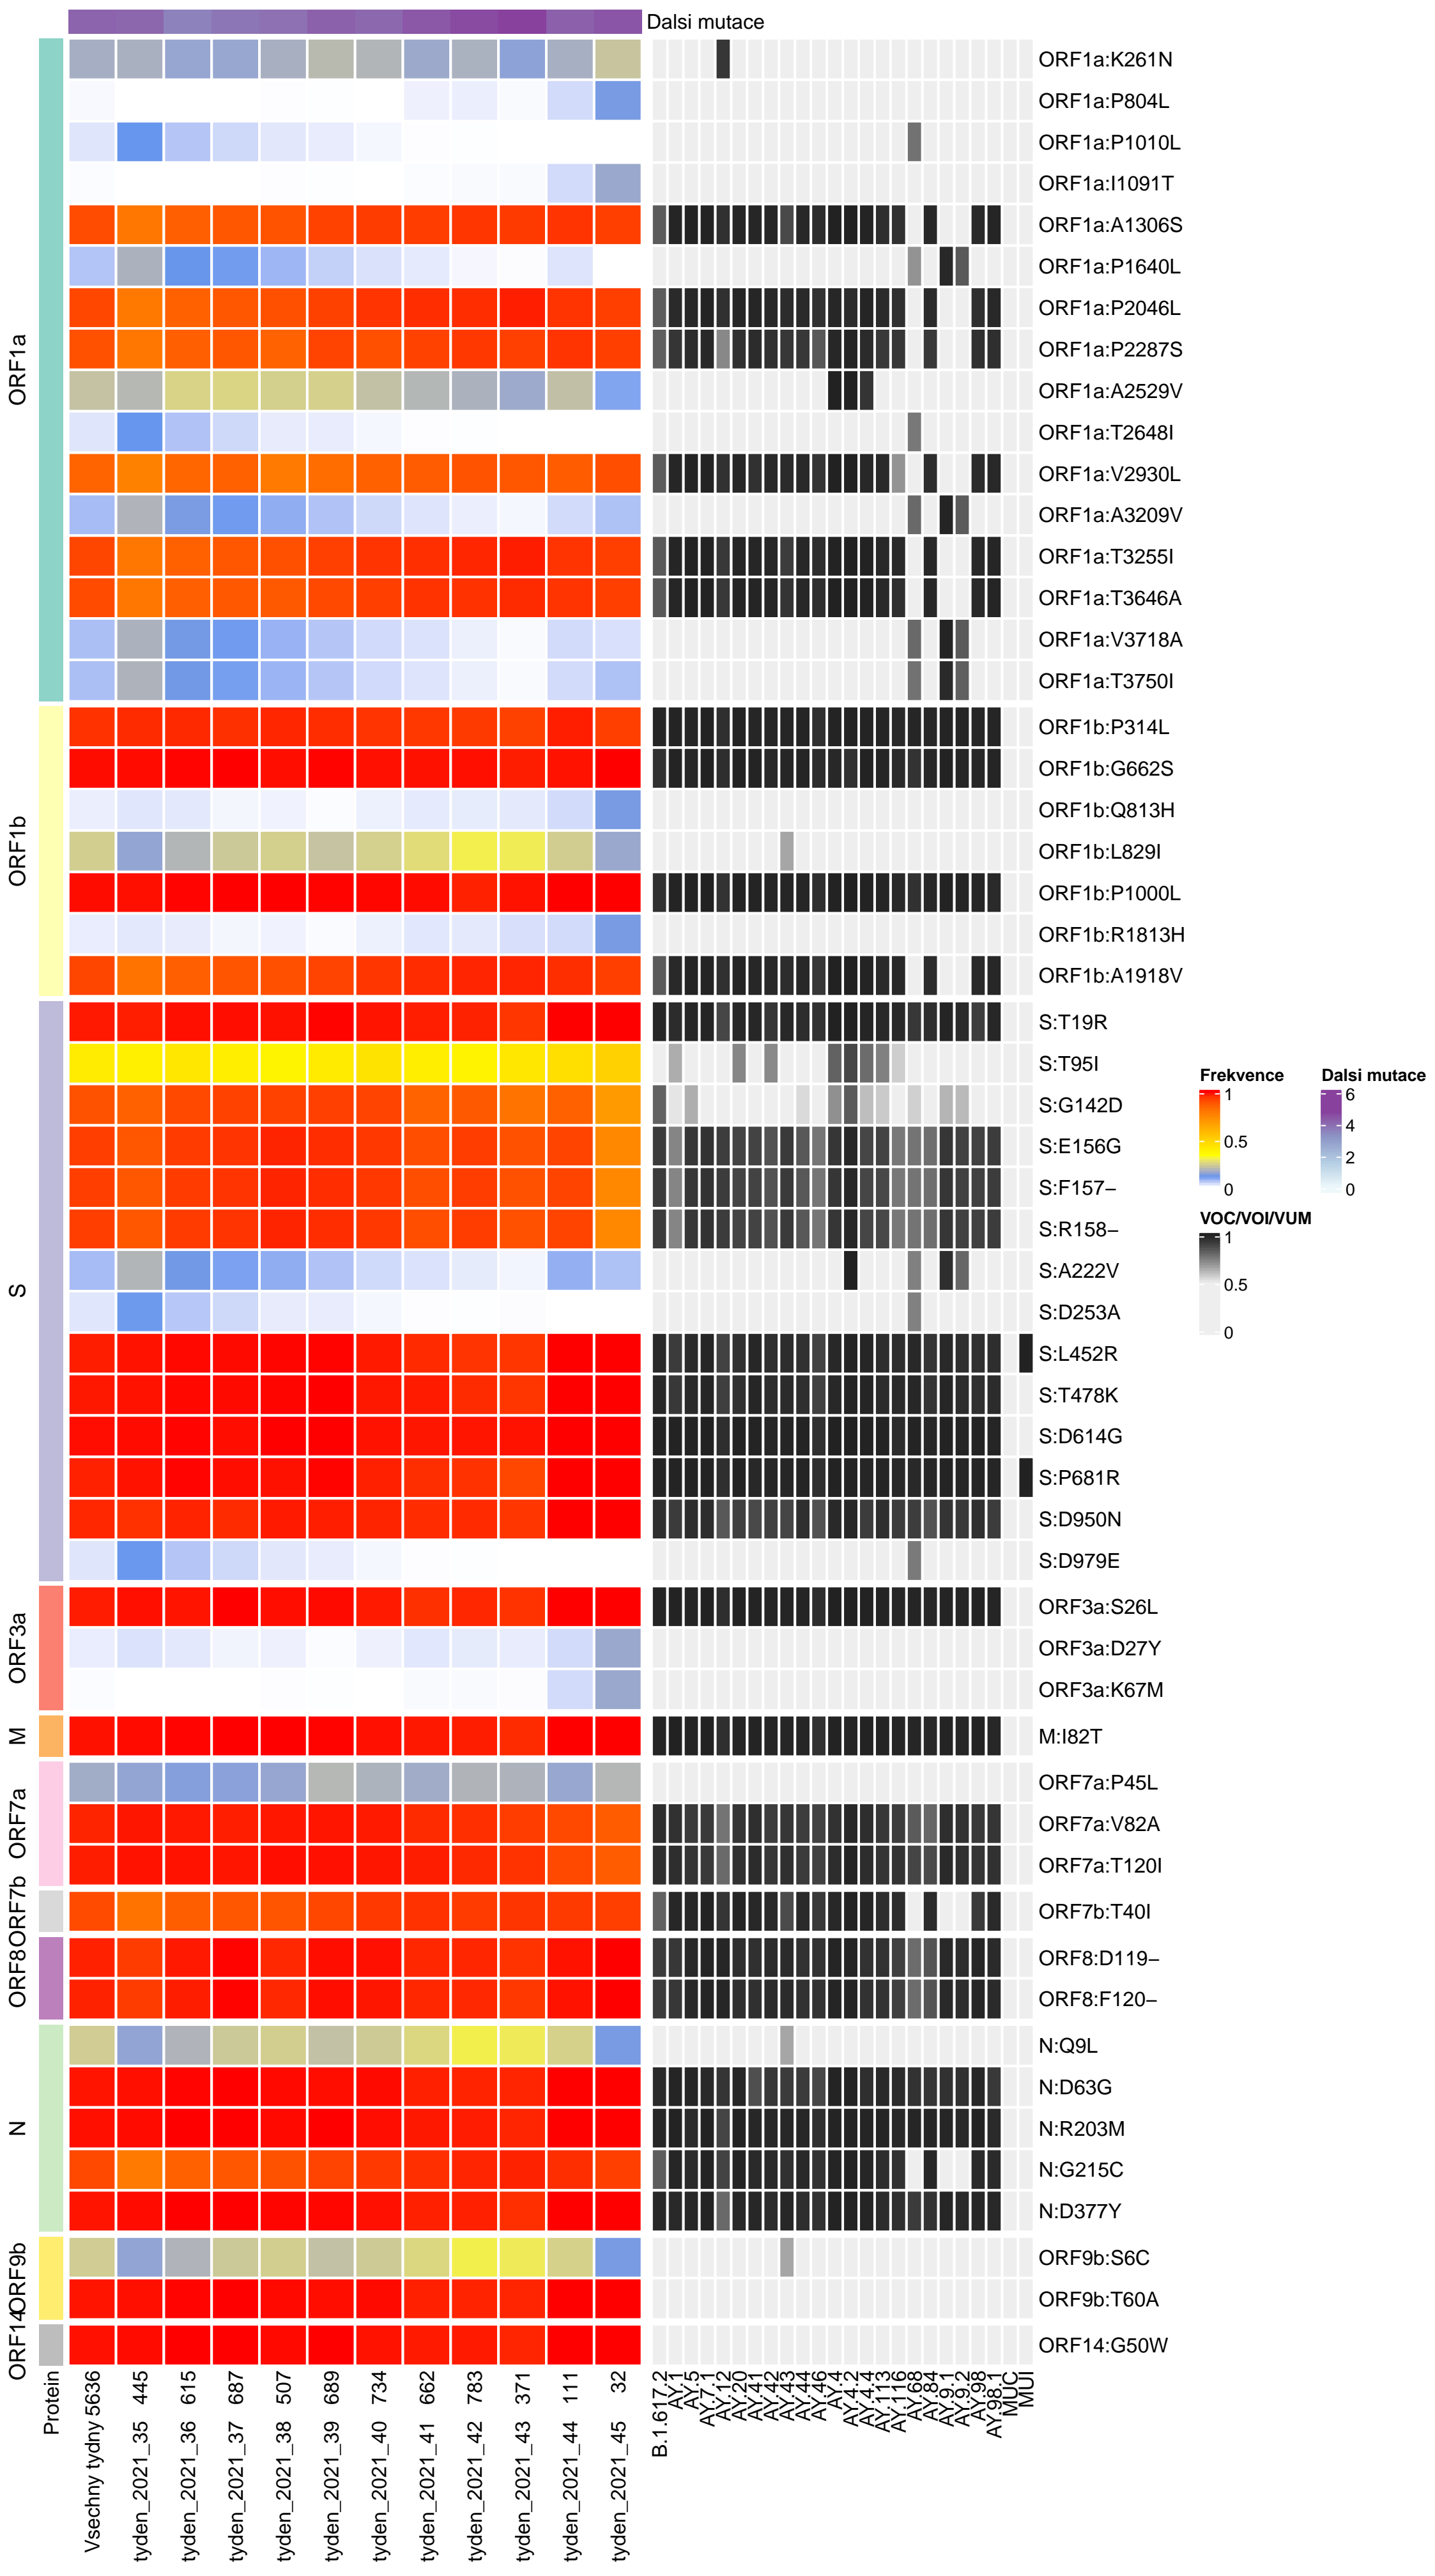 Dalsi mutace
ORF1a
ORF1a:K261N
ORF1a:P804L
ORF1a:P1010L
ORF1a:I1091T
ORF1a:A1306S
ORF1a:P1640L
ORF1a:P2046L
ORF1a:P2287S
ORF1a:A2529V
ORF1a:T2648I
ORF1a:V2930L
ORF1a:A3209V
ORF1a:T3255I
ORF1a:T3646A
ORF1a:V3718A
ORF1a:T3750I
ORF1b
ORF1b:P314L
ORF1b:G662S
ORF1b:Q813H
ORF1b:L829I
ORF1b:P1000L
ORF1b:R1813H
ORF1b:A1918V
S
S:T19R
S:T95I
S:G142D
S:E156G
S:F157–
S:R158–
S:A222V
S:D253A
S:L452R
S:T478K
S:D614G
S:P681R
S:D950N
S:D979E
ORF3a
ORF3a:S26L
ORF3a:D27Y
ORF3a:K67M
M
M:I82T
ORF7a
ORF7a:P45L
ORF7a:V82A
ORF7a:T120I
ORF7b
ORF7b:T40I
ORF8
ORF8:D119–
ORF8:F120–
N
N:Q9L
N:D63G
N:R203M
N:G215C
N:D377Y
ORF9b
ORF9b:S6C
ORF9b:T60A
ORF14
ORF14:G50W
Protein
Vsechny tydny 5636
tyden_2021_35 445
tyden_2021_36 615
tyden_2021_37 687
tyden_2021_38 507
tyden_2021_39 689
tyden_2021_40 734
tyden_2021_41 662
tyden_2021_42 783
tyden_2021_43 371
tyden_2021_44 111
tyden_2021_45 32
B.1.617.2
AY.1
AY.5
AY.7.1
AY.12
AY.20
AY.41
AY.42
AY.43
AY.44
AY.46
AY.4
AY.4.2
AY.4.4
AY.113
AY.116
AY.68
AY.84
AY.9.1
AY.9.2
AY.98
AY.98.1
MUC
MUI
Frekvence
1
0.5
0
Dalsi mutace
6
4
2
0
VOC/VOI/VUM
1
0.5
0